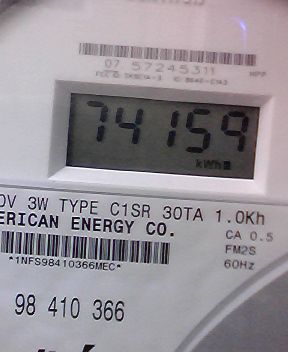 07 57245311
HPP
74159
kWh
0V 3W TYPE C1SR 30TA 1.0Kh
ERICAN ENERGY CO.
CA 0.5
FM2S
60Hz
*1NFS98410366MEC*
98 410 366